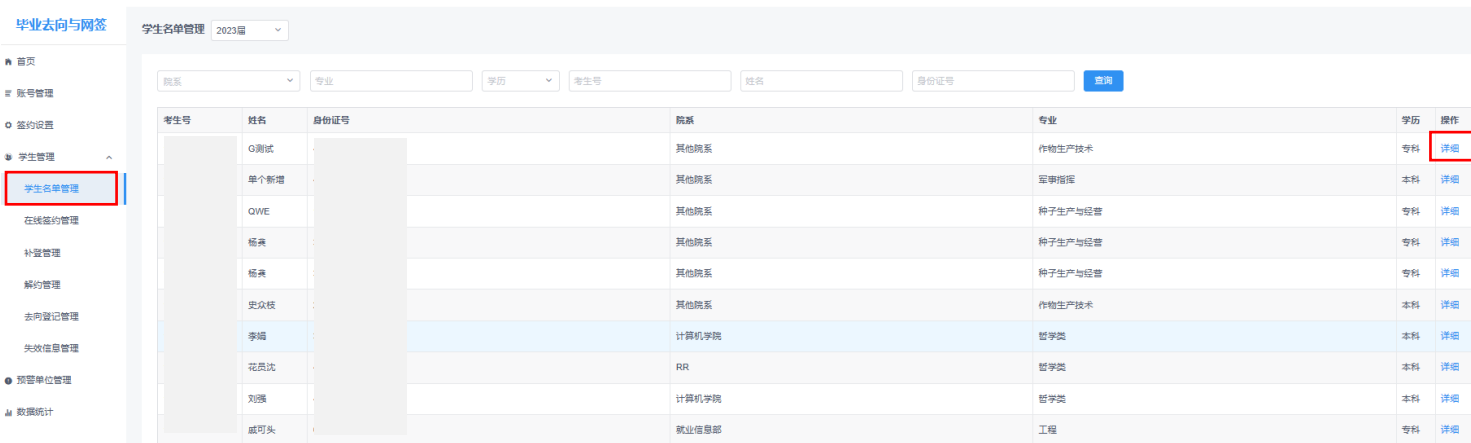 毕业去向与网签
学生名单管理 2023届
首页
账号管理
签约设置
学生管理
学生名单管理
在线签约管理
补登管理
解约管理
去向登记管理
失效信息管理
预警单位管理
数据统计
院系 专业 学历 考生号 姓名 身份证号 查询
考生号 姓名 身份证号 院系 专业 学历 操作
G测试 其他院系 作物生产技术 专科 详细
单个新增 其他院系 军事指挥 本科 详细
QWE 其他院系 种子生产与经营 专科 详细
杨龚 其他院系 种子生产与经营 专科 详细
杨龚 其他院系 种子生产与经营 专科 详细
史众枝 其他院系 作物生产技术 本科 详细
李娟 计算机学院 哲学类 本科 详细
花员沈 RR 哲学类 本科 详细
刘强 计算机学院 哲学类 本科 详细
戚可头 就业信息部 工程 专科 详细